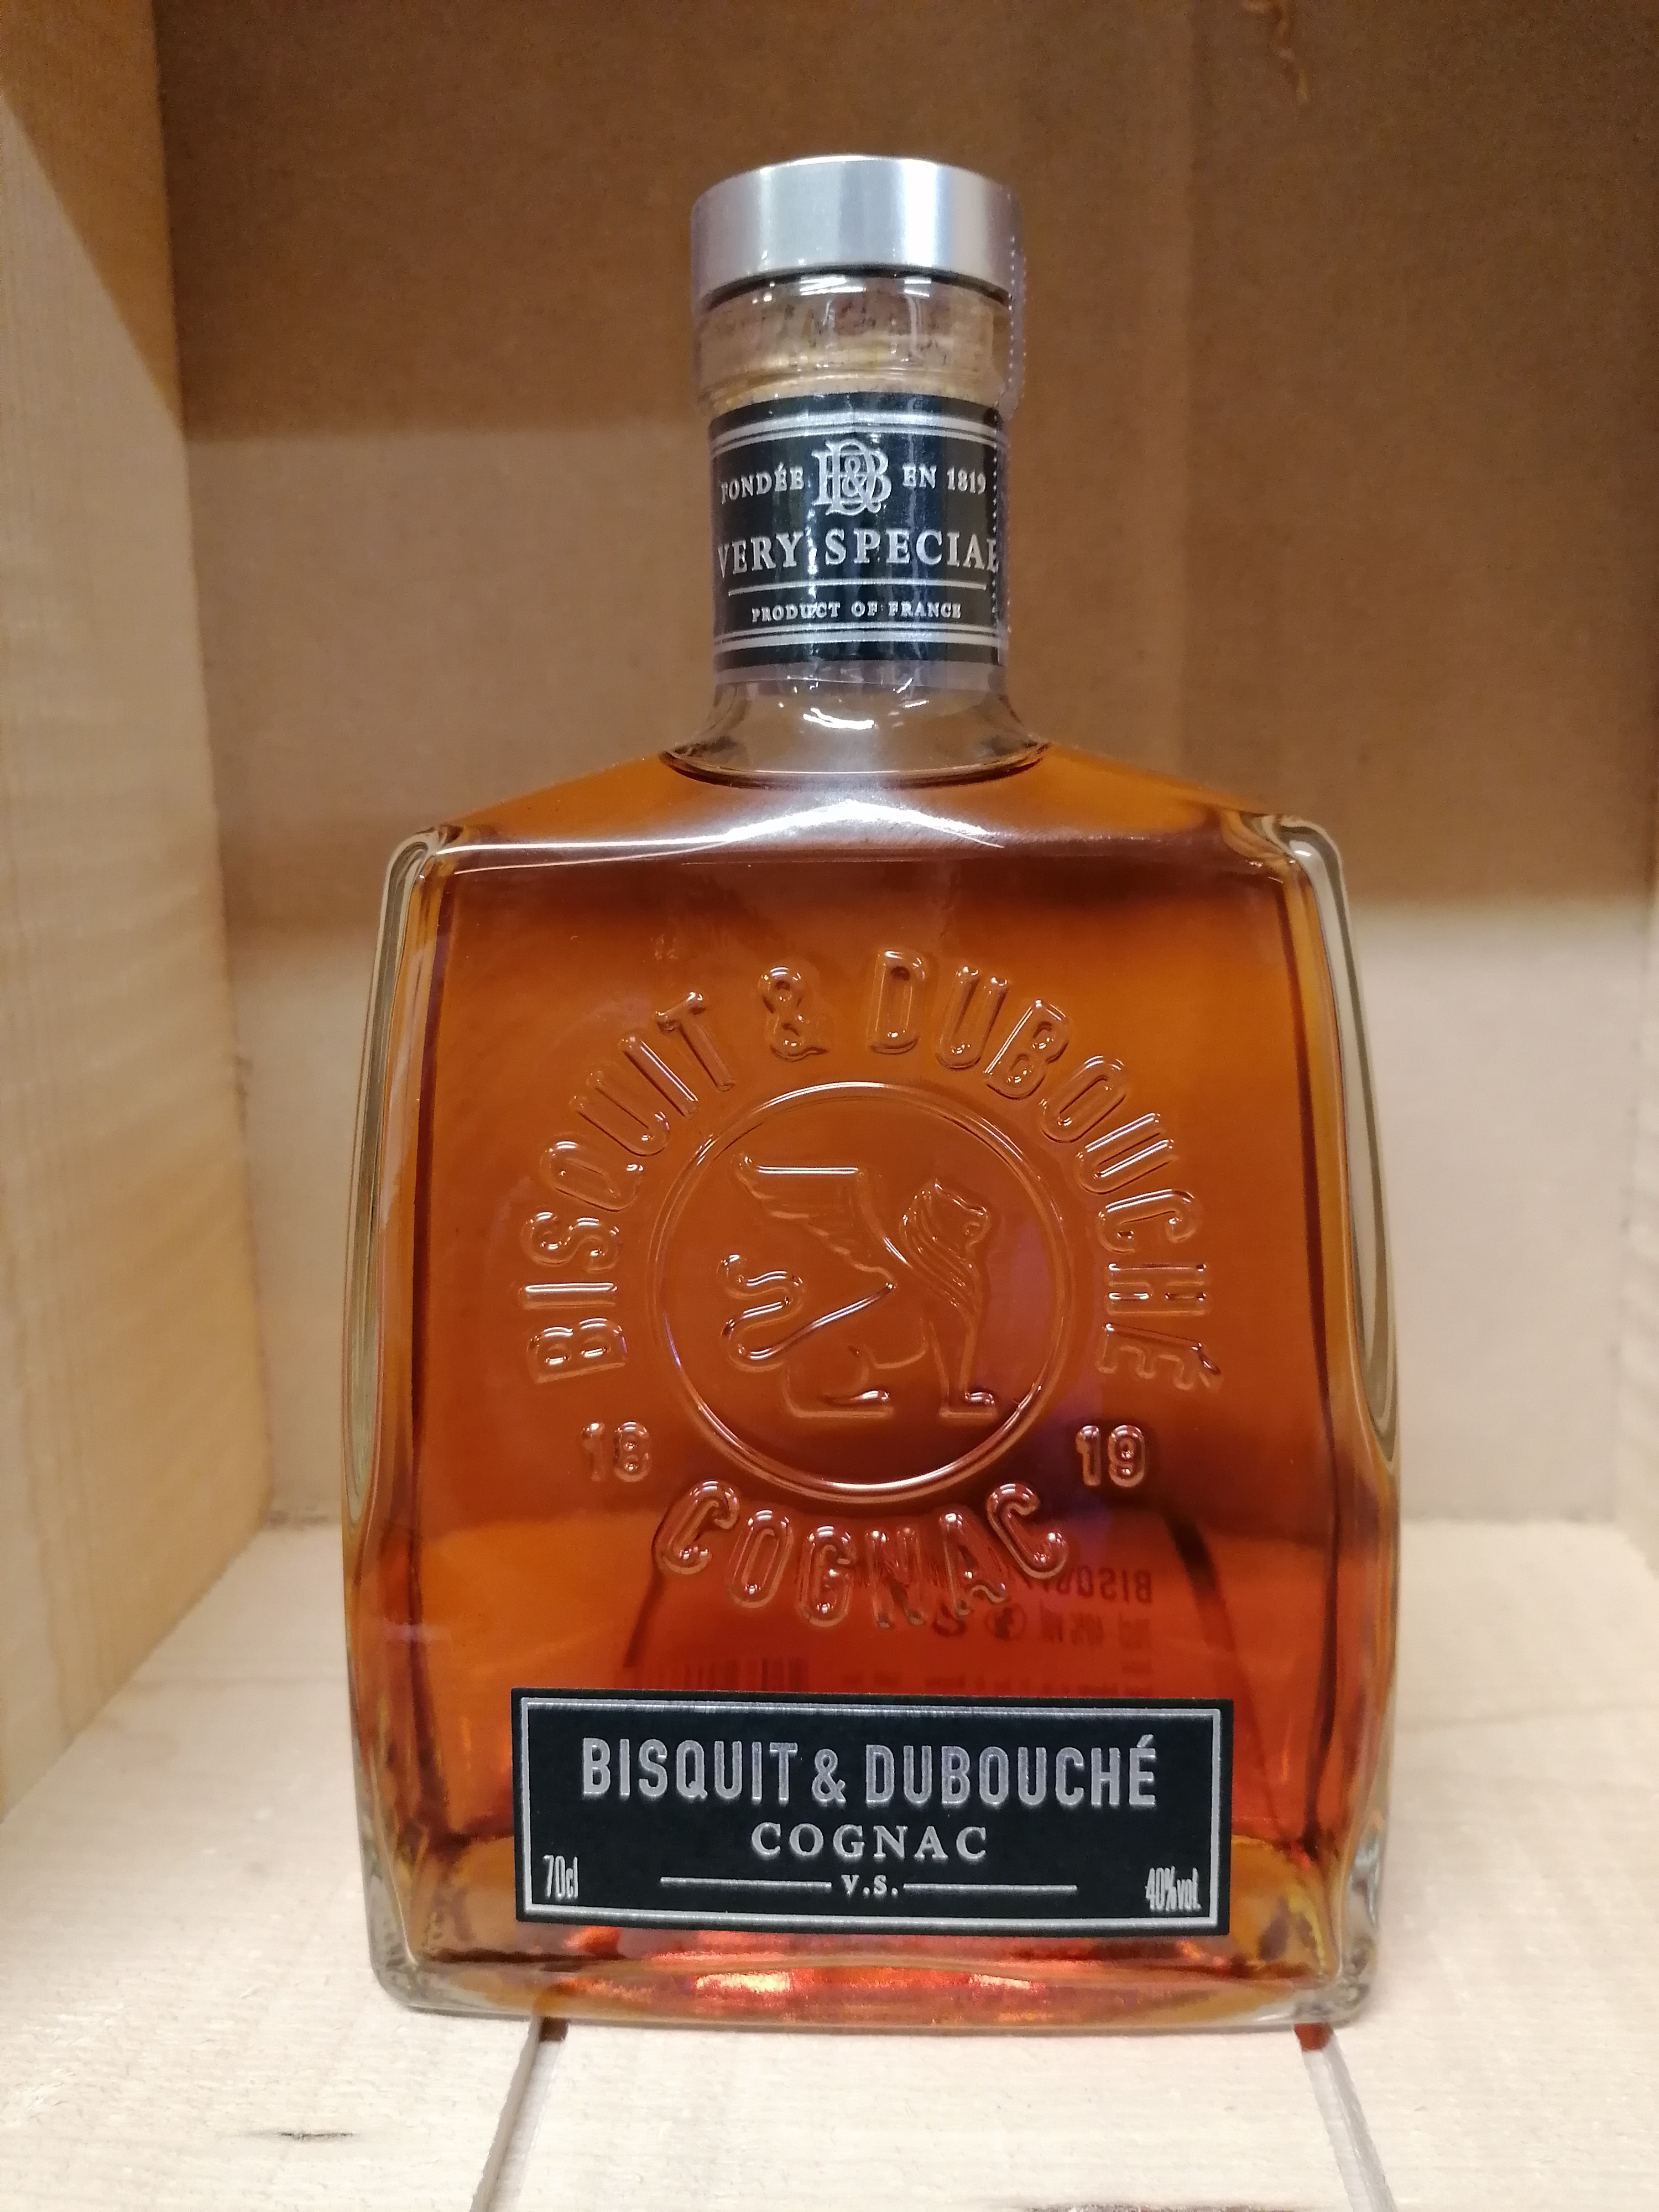 FONDÉE B&D EN 1819
VERY SPECIAL
PRODUCT OF FRANCE
BISQUIT & DUBOUCHÉ
18 19
COGNAC
BISQUIT & DUBOUCHÉ
COGNAC
V.S.
70cl 40%vol.